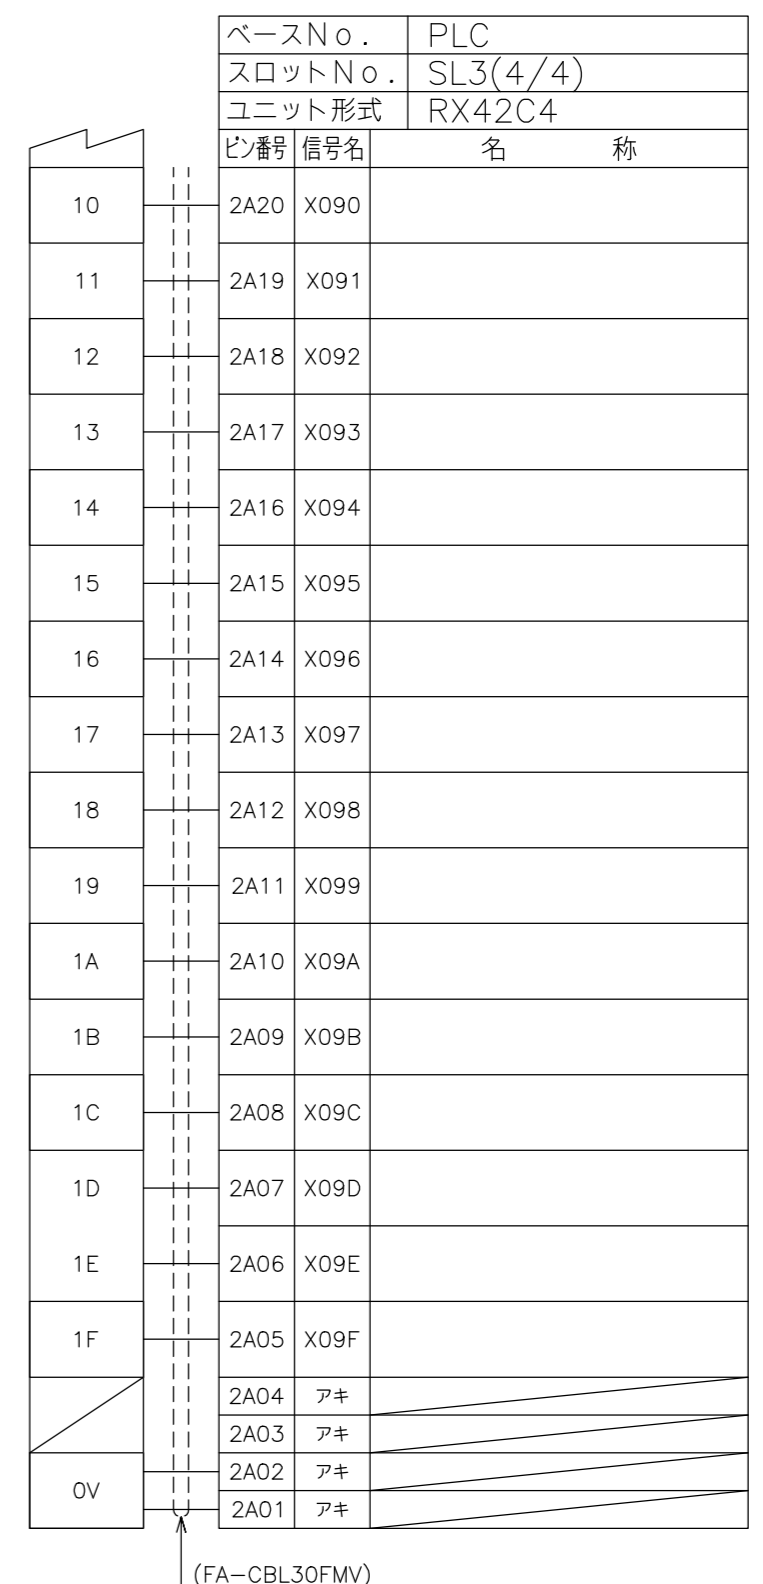 ベースNo. PLC
スロットNo. SL3(4/4)
ユニット形式 RX42C4
ピン番号 信号名 名 称
10 2A20 X090
11 2A19 X091
12 2A18 X092
13 2A17 X093
14 2A16 X094
15 2A15 X095
16 2A14 X096
17 2A13 X097
18 2A12 X098
19 2A11 X099
1A 2A10 X09A
1B 2A09 X09B
1C 2A08 X09C
1D 2A07 X09D
1E 2A06 X09E
1F 2A05 X09F
2A04 アキ
2A03 アキ
0V 2A02 アキ
2A01 アキ
(FA-CBL30FMV)